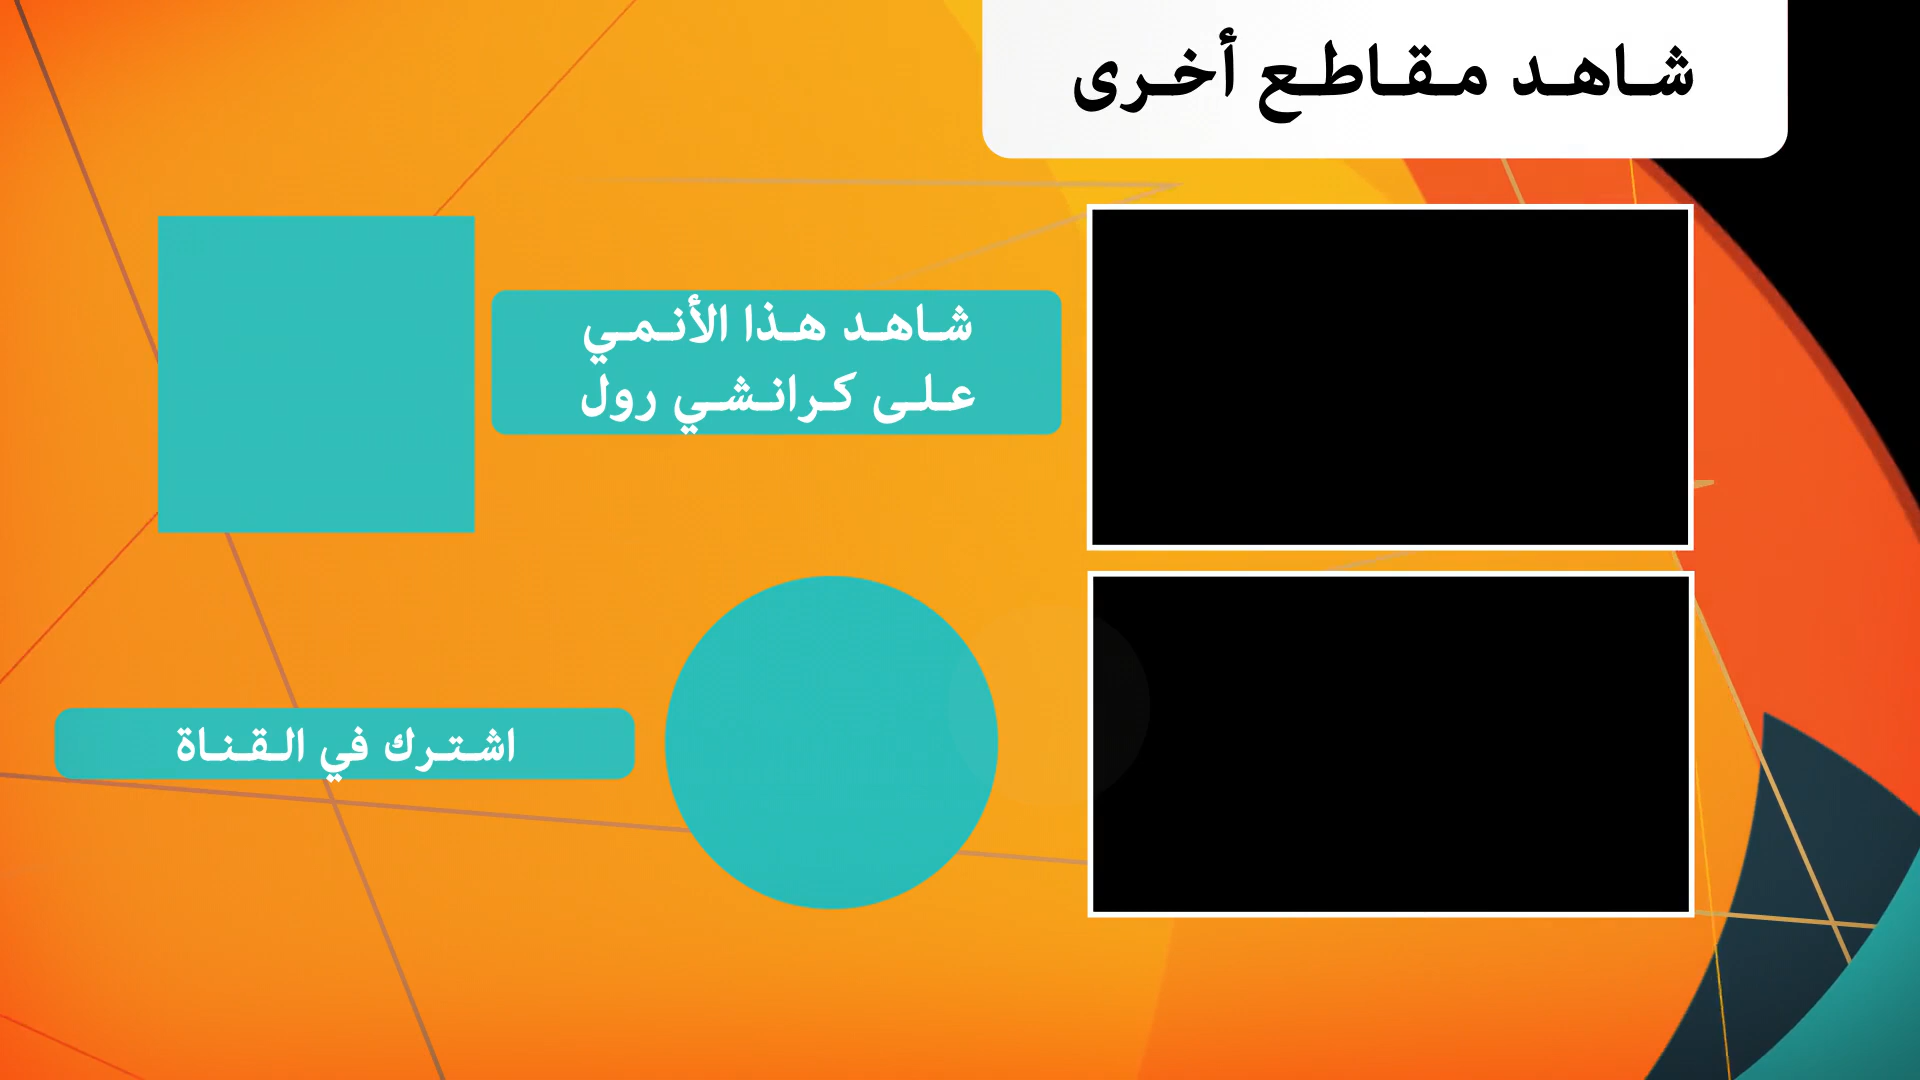 شاهد مقاطع أخرى
شاهد هذا الأنمي
على كرانشي رول
اشترك في القناة